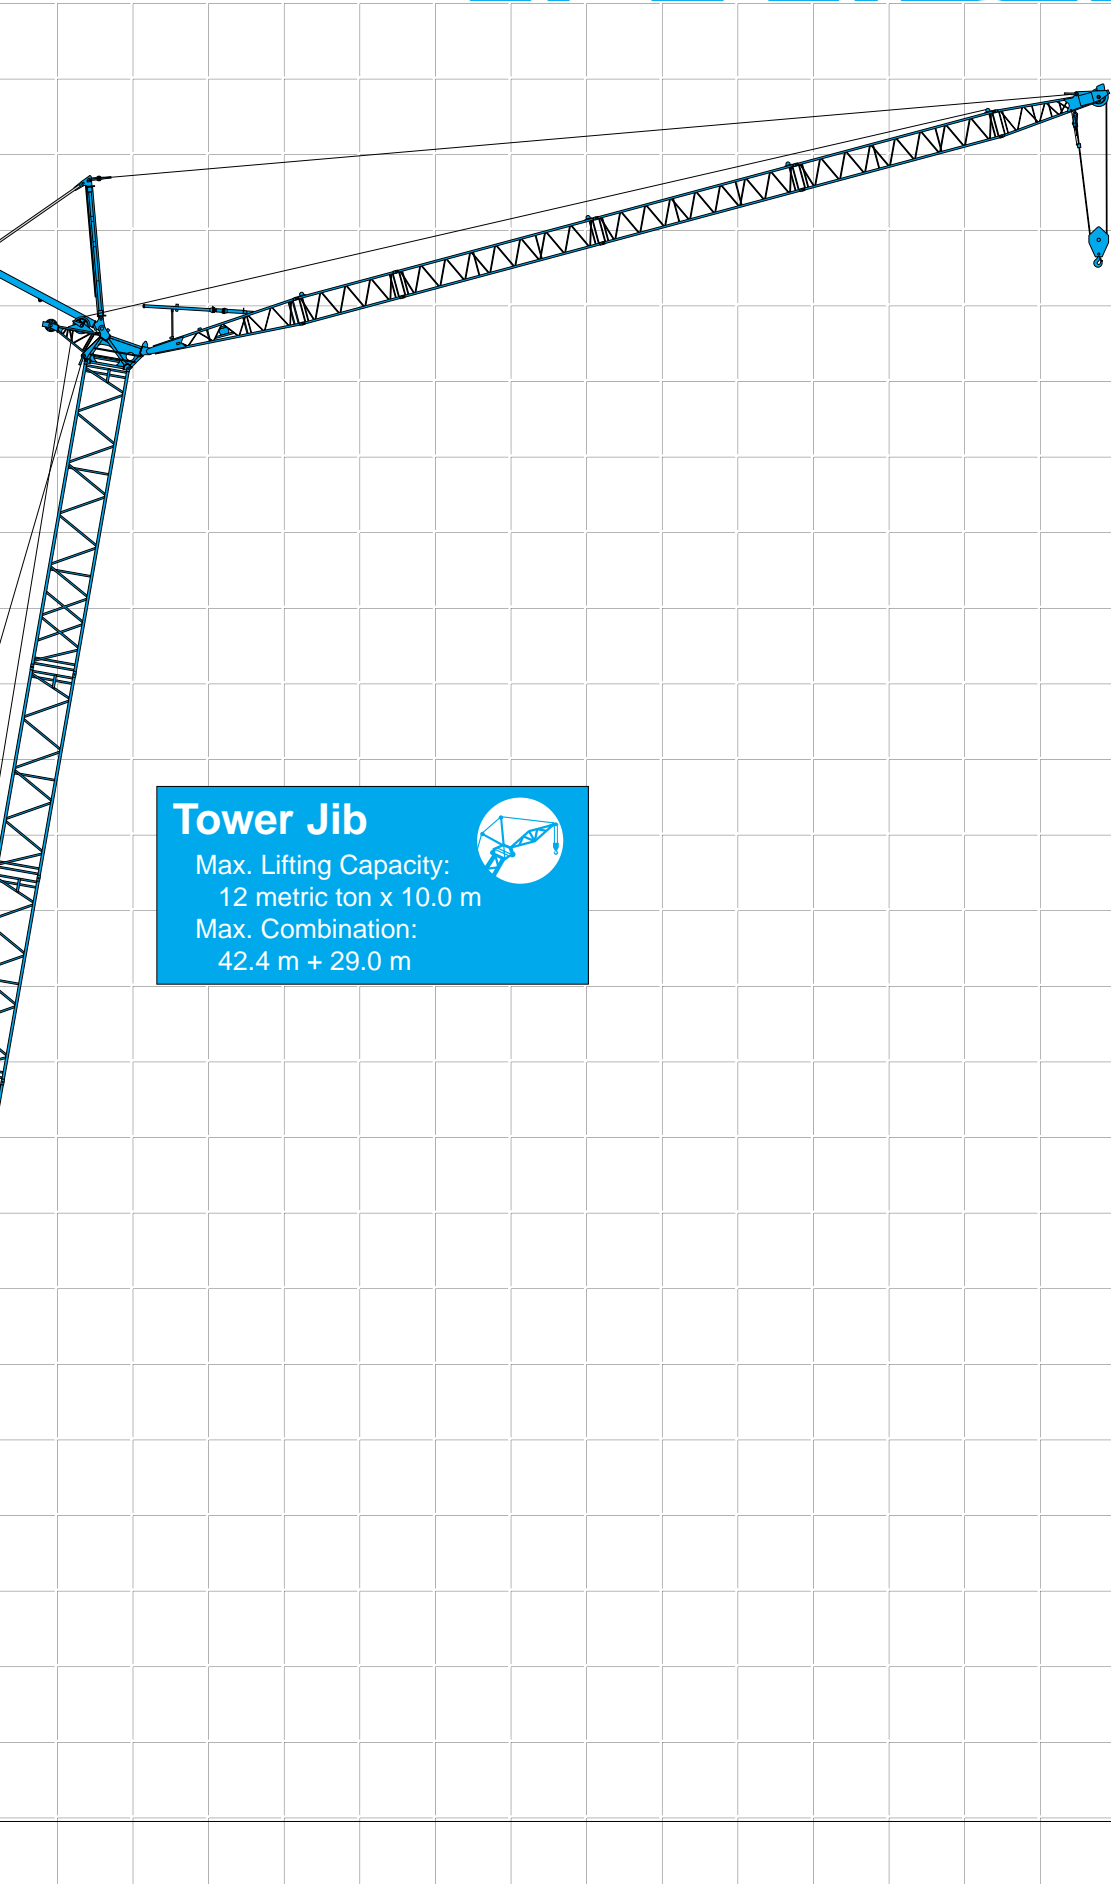 Tower Jib
Max. Lifting Capacity:
12 metric ton x 10.0 m
Max. Combination:
42.4 m + 29.0 m